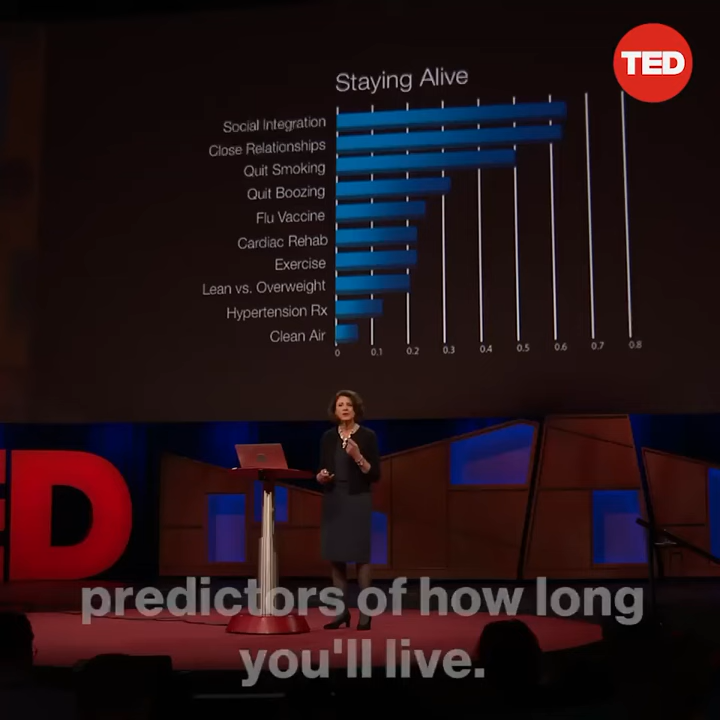 TED
Staying Alive
Social Integration
Close Relationships
Quit Smoking
Quit Boozing
Flu Vaccine
Cardiac Rehab
Exercise
Lean vs. Overweight
Hypertension Rx
Clean Air
0 0.1 0.2 0.3 0.4 0.5 0.6 0.7 0.8
ED
predictors of how long
you'll live.